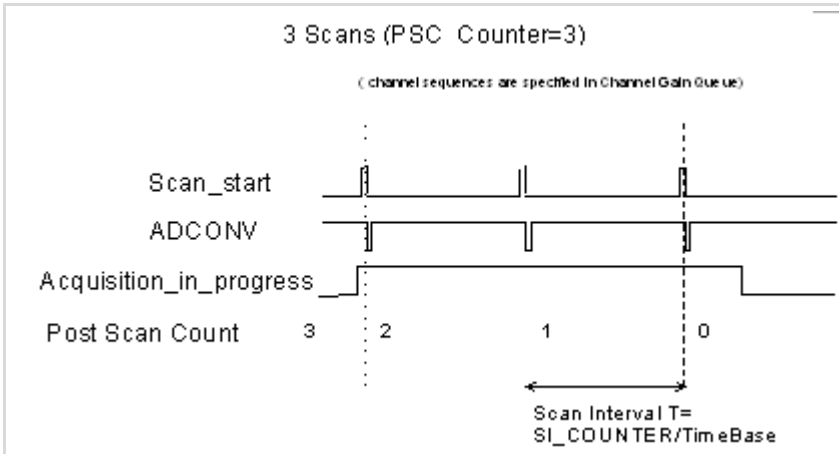 3 Scans (PSC Counter=3)
( channel sequences are specified in Channel Gain Queue)
Scan_start
ADCONV
Acquisition_in_progress
Post Scan Count 3 2 1 0
Scan Interval T=
SI_COUNTER/TimeBase